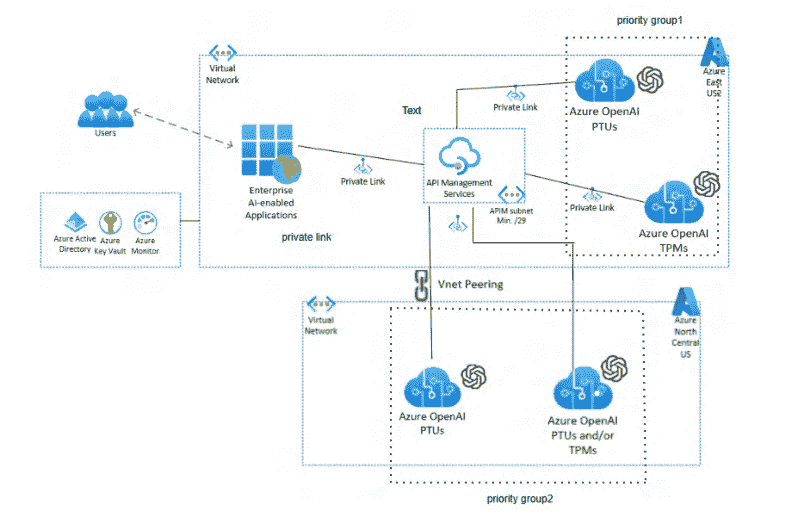 priority group1
Virtual
Network
Azure
East
US2
Users
Text
Private Link
Azure OpenAI
PTUs
Enterprise
AI-enabled
Applications
Private Link
API Management
Services
APIM subnet
Min. /29
Private Link
Azure OpenAI
TPMs
Azure Active
Directory
Azure
Key Vault
Azure
Monitor
private link
Vnet Peering
Virtual
Network
Azure
North
Central
US
Azure OpenAI
PTUs
Azure OpenAI
PTUs and/or
TPMs
priority group2